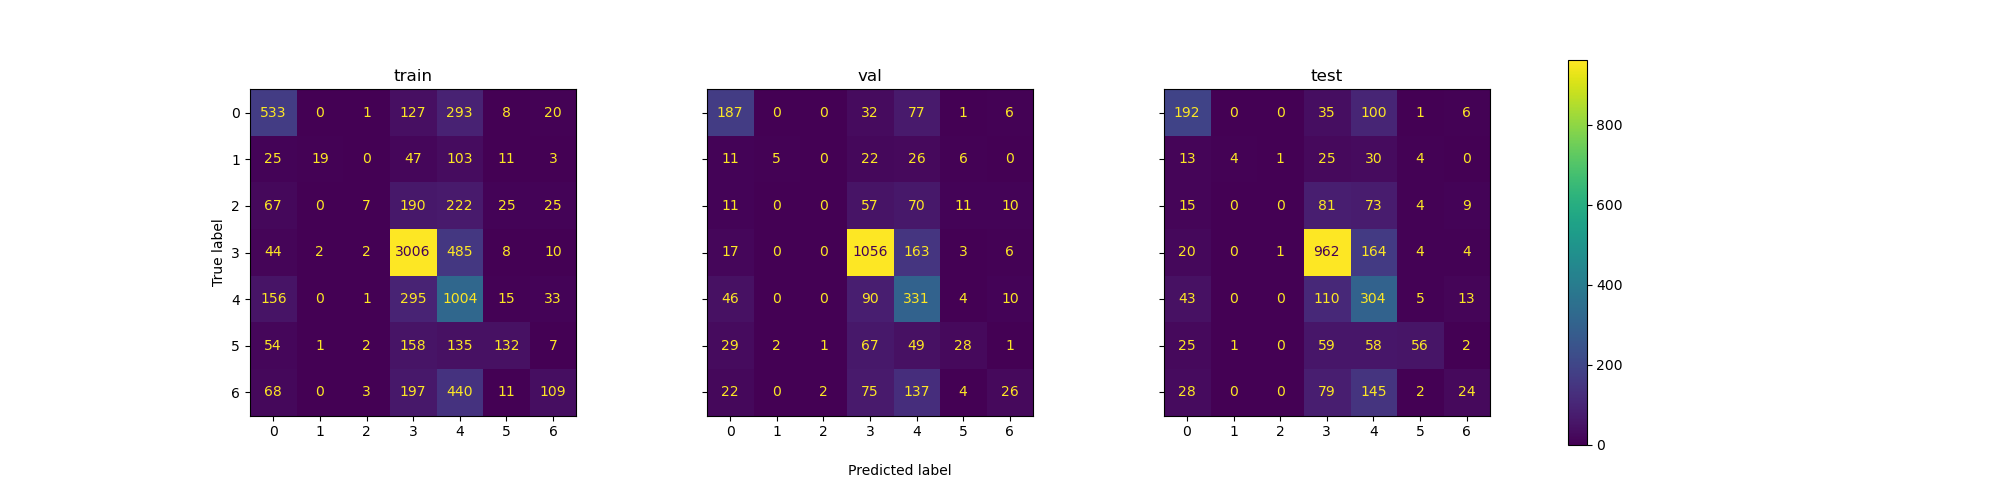 train val test
0 533 0 1 127 293 8 20 187 0 0 32 77 1 6 192 0 0 35 100 1 6
1 25 19 0 47 103 11 3 11 5 0 22 26 6 0 13 4 1 25 30 4 0
2 67 0 7 190 222 25 25 11 0 0 57 70 11 10 15 0 0 81 73 4 9
3 44 2 2 3006 485 8 10 17 0 0 1056 163 3 6 20 0 1 962 164 4 4
4 156 0 1 295 1004 15 33 46 0 0 90 331 4 10 43 0 0 110 304 5 13
5 54 1 2 158 135 132 7 29 2 1 67 49 28 1 25 1 0 59 58 56 2
6 68 0 3 197 440 11 109 22 0 2 75 137 4 26 28 0 0 79 145 2 24
0 1 2 3 4 5 6 0 1 2 3 4 5 6 0 1 2 3 4 5 6
True label
Predicted label
800
600
400
200
0